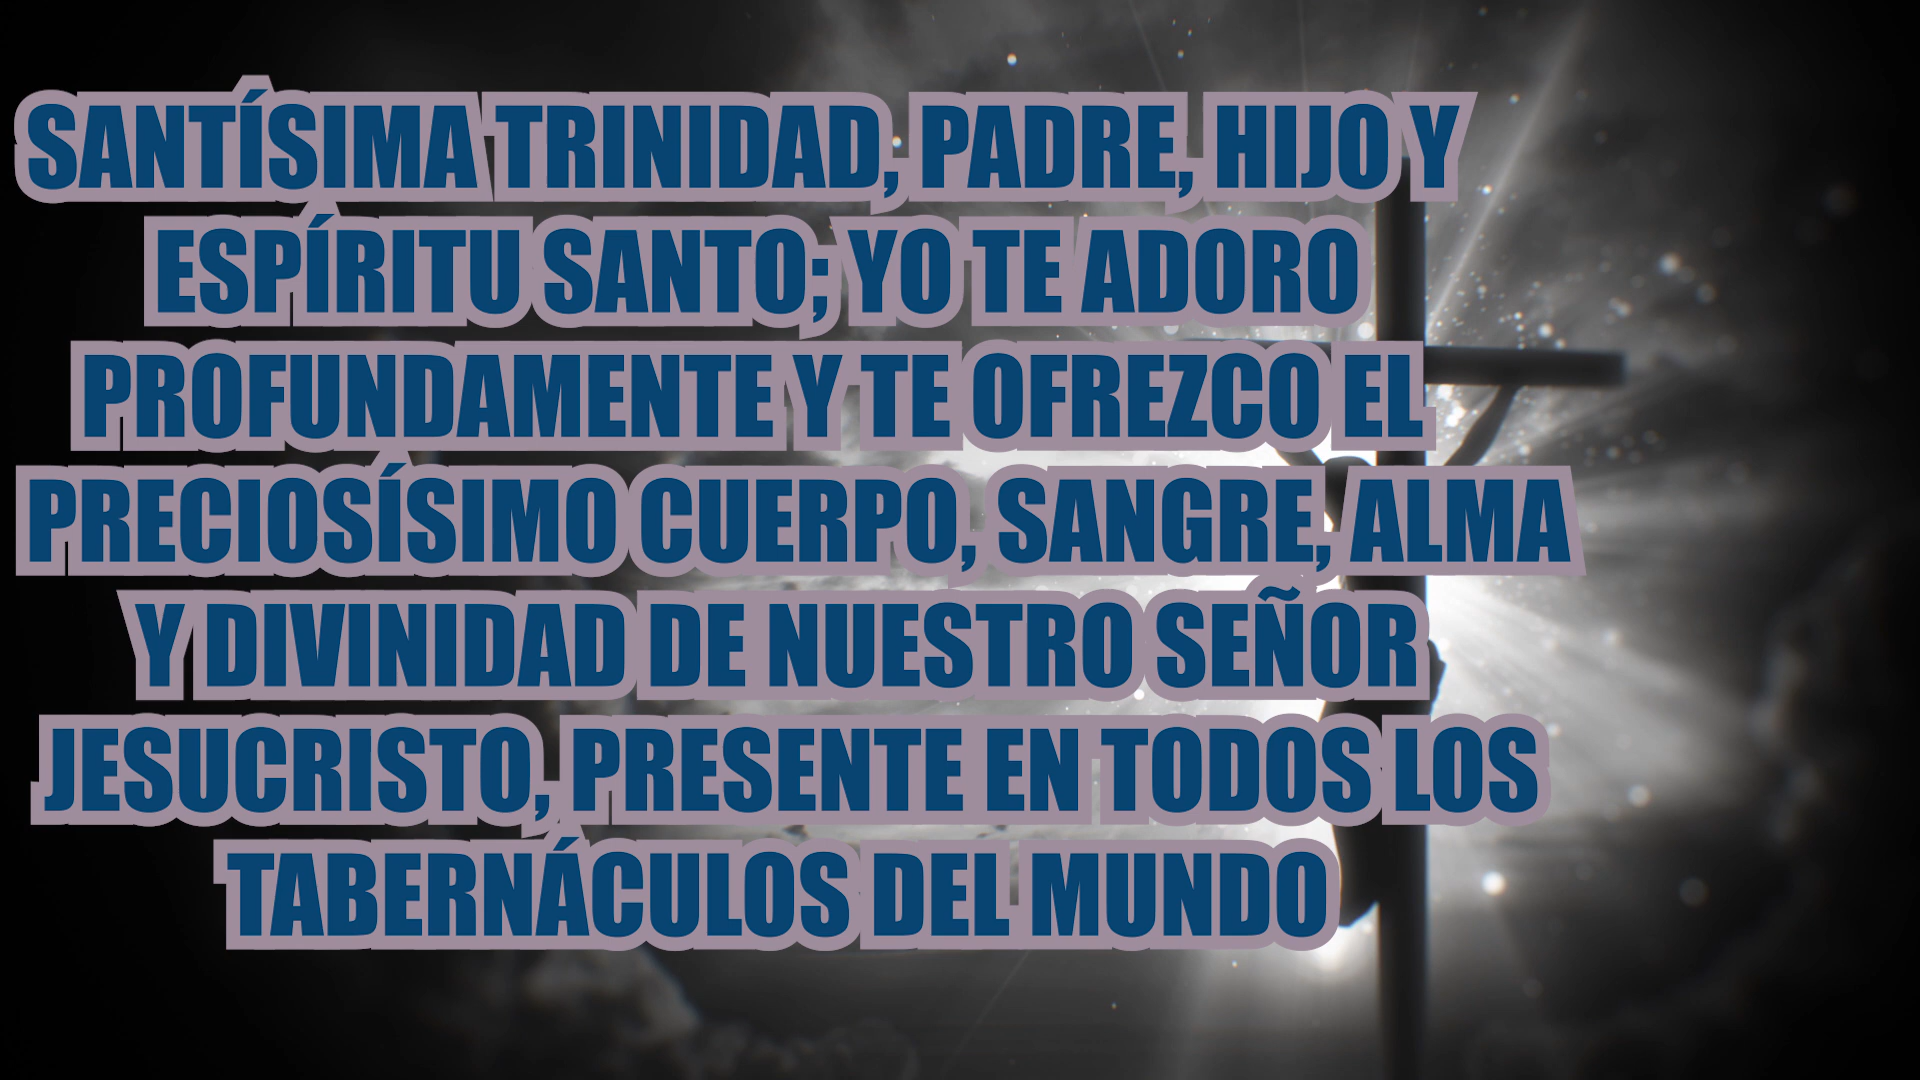 SANTÍSIMA TRINIDAD, PADRE, HIJO Y
ESPÍRITU SANTO; YO TE ADORO
PROFUNDAMENTE Y TE OFREZCO EL
PRECIOSÍSIMO CUERPO, SANGRE, ALMA
Y DIVINIDAD DE NUESTRO SEÑOR
JESUCRISTO, PRESENTE EN TODOS LOS
TABERNÁCULOS DEL MUNDO